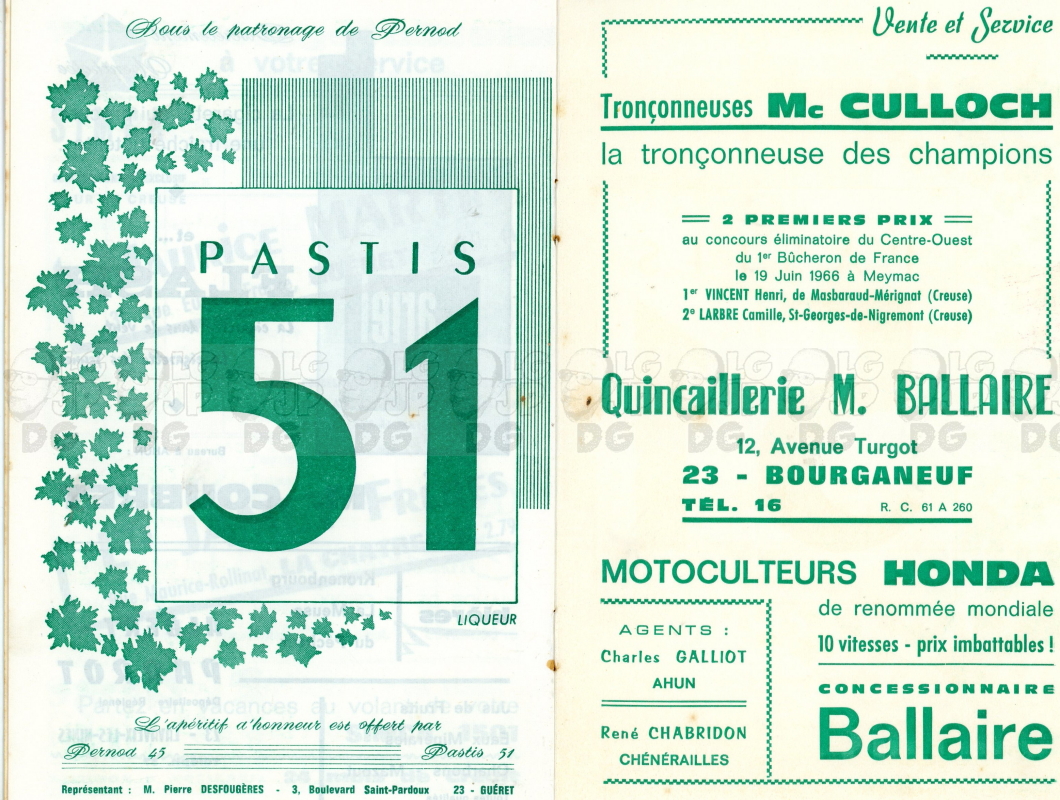 Sous le patronage de Pernod
PASTIS
51
LIQUEUR
L'apéritif d'honneur est offert par
Pernod 45 Pastis 51
Représentant : M. Pierre DESFOUGÈRES - 3, Boulevard Saint-Pardoux 23 - GUÉRET
Vente et Service
Tronçonneuses Mc CULLOCH
la tronçonneuse des champions
2 PREMIERS PRIX
au concours éliminatoire du Centre-Ouest
du 1er Bûcheron de France
le 19 Juin 1966 à Meymac
1er VINCENT Henri, de Masbaraud-Mérignat (Creuse)
2e LARBRE Camille, St-Georges-de-Nigremont (Creuse)
Quincaillerie M. BALLAIRE
12, Avenue Turgot
23 - BOURGANEUF
TÉL. 16 R. C. 61 A 260
MOTOCULTEURS HONDA
de renommée mondiale
10 vitesses - prix imbattables !
AGENTS :
Charles GALLIOT
AHUN
René CHABRIDON
CHÉNÉRAILLES
CONCESSIONNAIRE
Ballaire